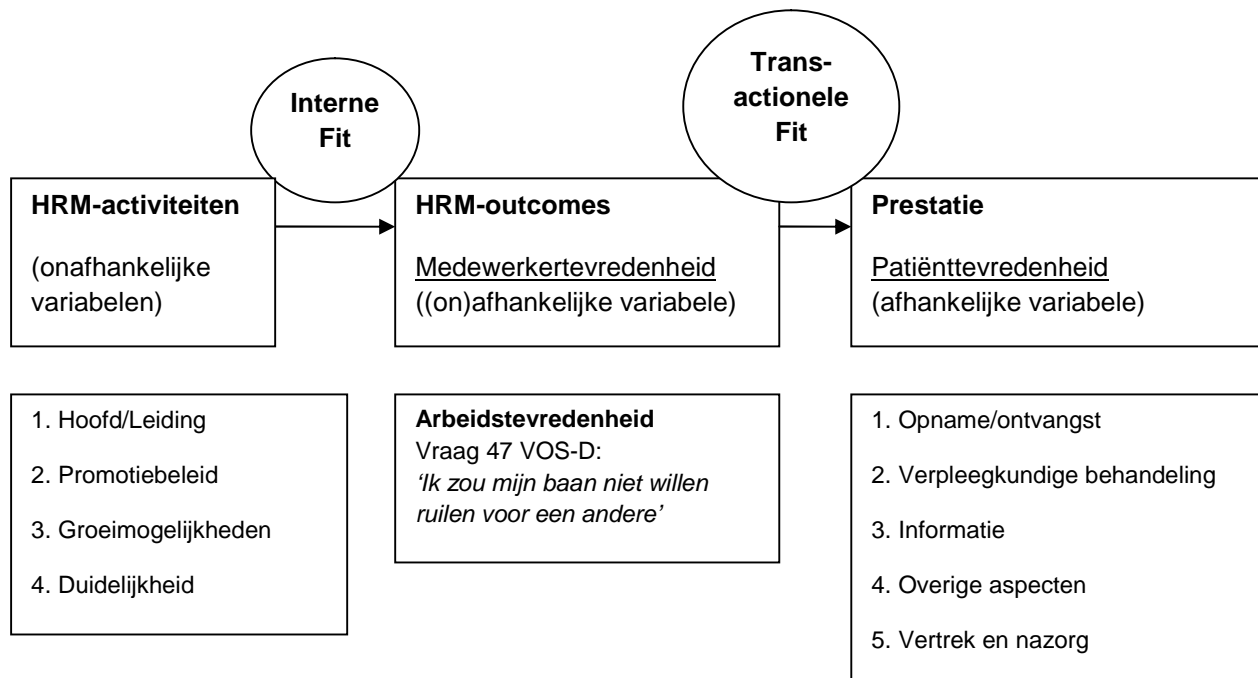 Interne
Fit
Trans-
actionele
Fit
HRM-activiteiten
(onafhankelijke
variabelen)
HRM-outcomes
Medewerkertevredenheid
((on)afhankelijke variabele)
Prestatie
Patiënttevredenheid
(afhankelijke variabele)
1. Hoofd/Leiding
2. Promotiebeleid
3. Groeimogelijkheden
4. Duidelijkheid
Arbeidstevredenheid
Vraag 47 VOS-D:
‘Ik zou mijn baan niet willen
ruilen voor een andere’
1. Opname/ontvangst
2. Verpleegkundige behandeling
3. Informatie
4. Overige aspecten
5. Vertrek en nazorg